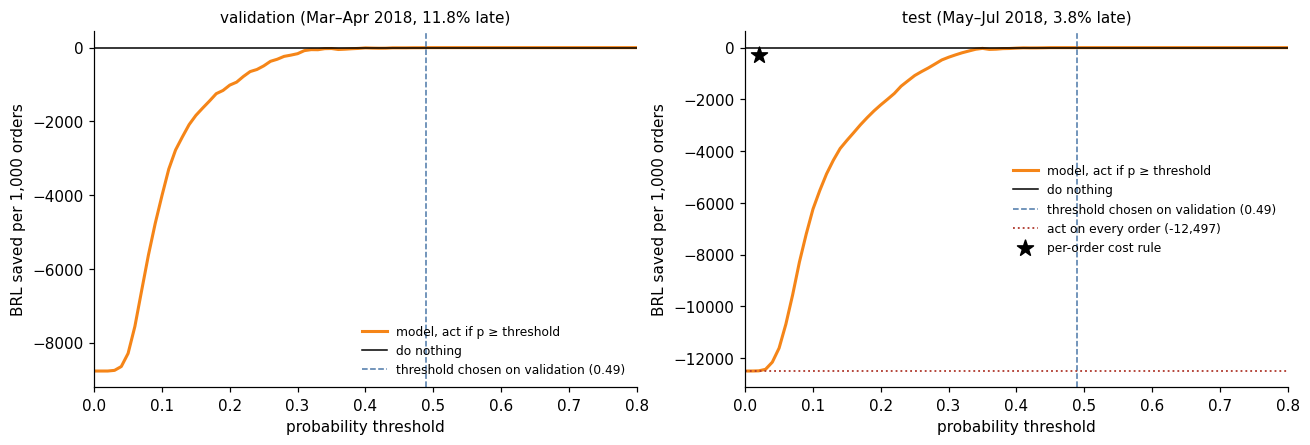 validation (Mar–Apr 2018, 11.8% late)
BRL saved per 1,000 orders
0
−2000
−4000
−6000
−8000
0.0 0.1 0.2 0.3 0.4 0.5 0.6 0.7 0.8
probability threshold
model, act if p ≥ threshold
do nothing
threshold chosen on validation (0.49)
test (May–Jul 2018, 3.8% late)
BRL saved per 1,000 orders
0
−2000
−4000
−6000
−8000
−10000
−12000
0.0 0.1 0.2 0.3 0.4 0.5 0.6 0.7 0.8
probability threshold
model, act if p ≥ threshold
do nothing
threshold chosen on validation (0.49)
act on every order (-12,497)
per-order cost rule